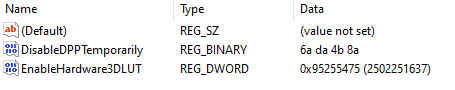 Name Type Data
(Default) REG_SZ (value not set)
DisableDPPTemporarily REG_BINARY 6a da 4b 8a
EnableHardware3DLUT REG_DWORD 0x95255475 (2502251637)